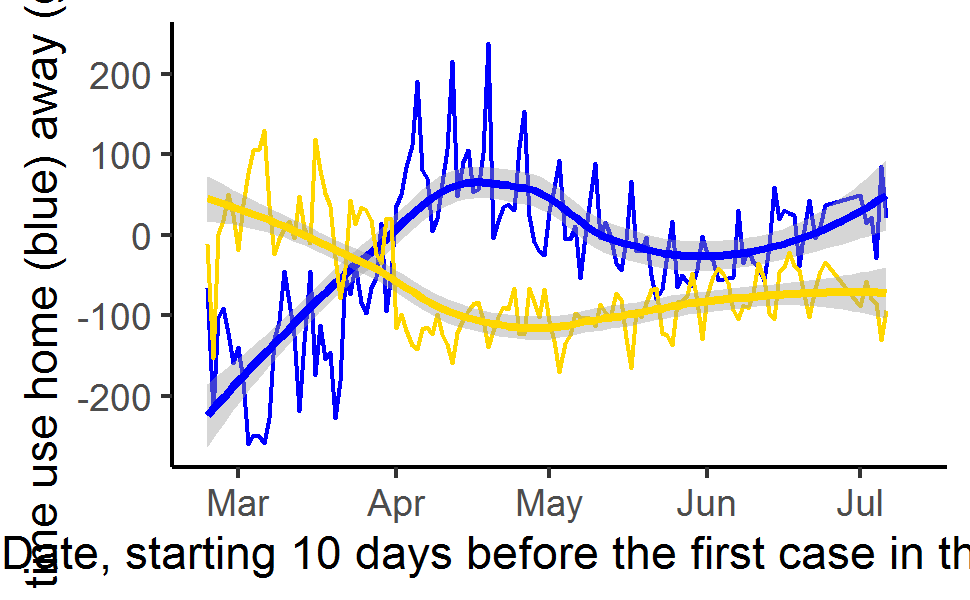 time use home (blue) away (
200
100
0
-100
-200
Mar Apr May Jun Jul
Date, starting 10 days before the first case in th